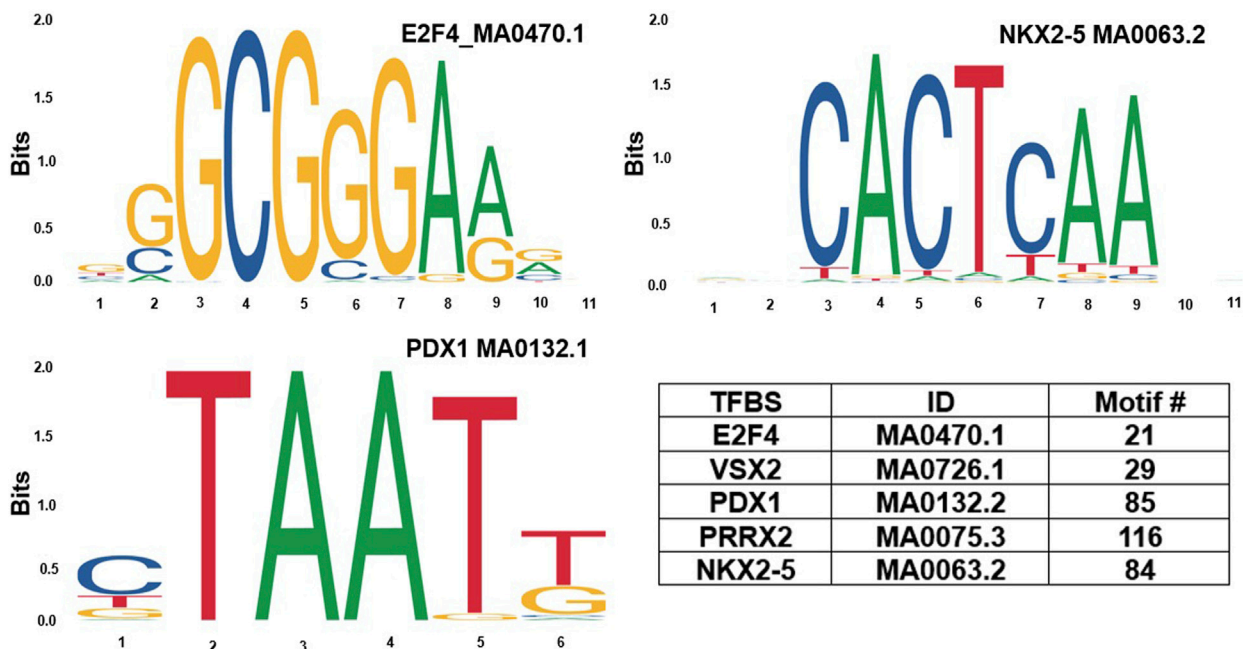 E2F4_MA0470.1
Bits
2.0
1.5
1.0
0.5
0.0
GCGGGAA
1 2 3 4 5 6 7 8 9 10 11
NKX2-5 MA0063.2
Bits
2.0
1.5
1.0
0.5
0.0
CACTCAA
1 2 3 4 5 6 7 8 9 10 11
PDX1 MA0132.1
Bits
2.0
1.5
1.0
0.5
0.0
CTAATT
1 2 3 4 5 6
TFBS ID Motif #
E2F4 MA0470.1 21
VSX2 MA0726.1 29
PDX1 MA0132.2 85
PRRX2 MA0075.3 116
NKX2-5 MA0063.2 84